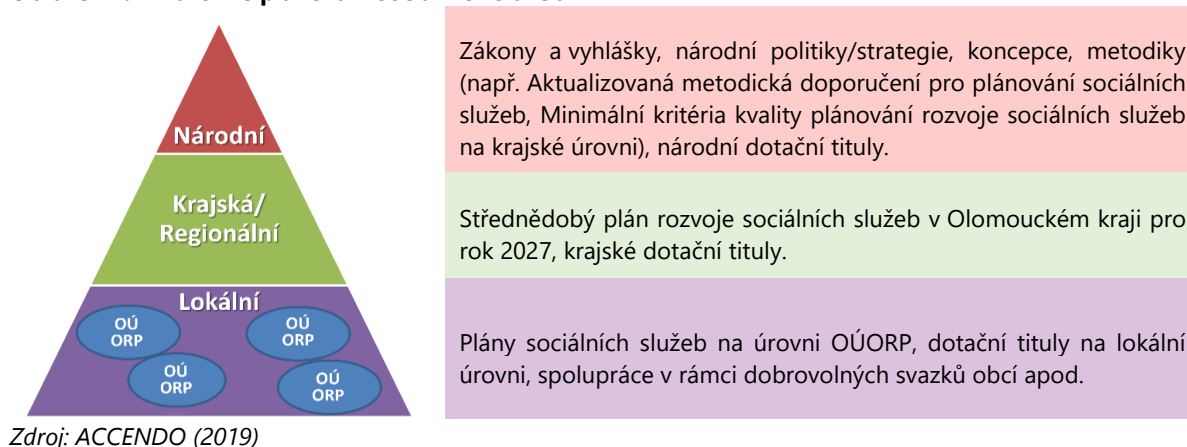 Národní
Krajská/
Regionální
Lokální
OÚ
ORP
OÚ
ORP
OÚ
ORP
OÚ
ORP
Zákony a vyhlášky, národní politiky/strategie, koncepce, metodiky
(např. Aktualizovaná metodická doporučení pro plánování sociálních
služeb, Minimální kritéria kvality plánování rozvoje sociálních služeb
na krajské úrovni), národní dotační tituly.
Střednědobý plán rozvoje sociálních služeb v Olomouckém kraji pro
rok 2027, krajské dotační tituly.
Plány sociálních služeb na úrovni OÚORP, dotační tituly na lokální
úrovni, spolupráce v rámci dobrovolných svazků obcí apod.
Zdroj: ACCENDO (2019)